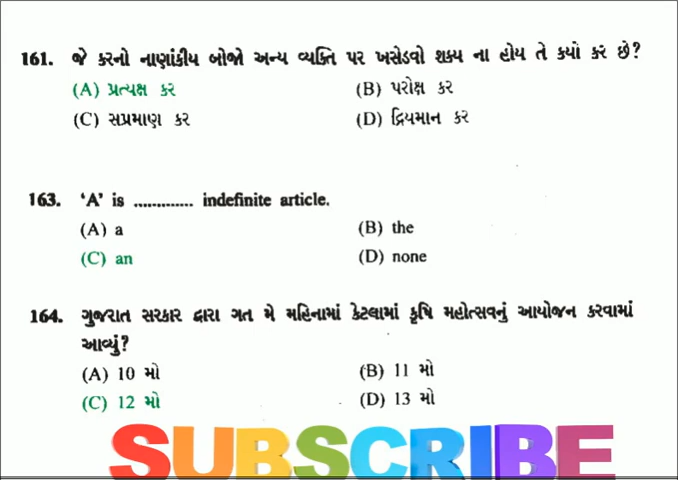 161. જે કરનો નાણાંકીય બોજો અન્ય વ્યક્તિ પર ખસેડવો શક્ય ના હોય તે કયો કર છે?
(A) પ્રત્યક્ષ કર (B) પરોક્ષ કર
(C) સપ્રમાણ કર (D) દ્રિયમાન કર
163. ‘A’ is ............. indefinite article.
(A) a (B) the
(C) an (D) none
164. ગુજરાત સરકાર દ્વારા ગત મે મહિનામાં કેટલામાં કૃષિ મહોત્સવનું આયોજન કરવામાં
આવ્યું?
(A) 10 મો (B) 11 મો
(C) 12 મો (D) 13 મો
SUBSCRIBE